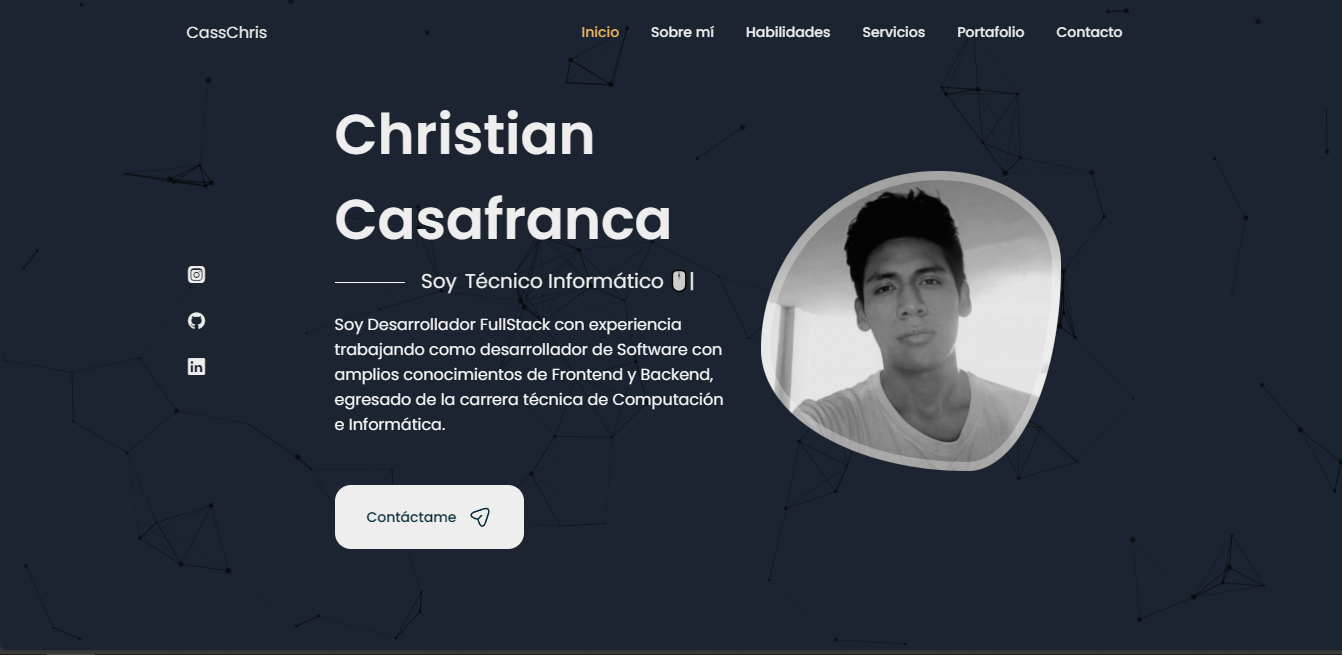 CassChris
Inicio Sobre mí Habilidades Servicios Portafolio Contacto
Christian
Casafranca
Soy Técnico Informático 🖱️|
Soy Desarrollador FullStack con experiencia
trabajando como desarrollador de Software con
amplios conocimientos de Frontend y Backend,
egresado de la carrera técnica de Computación
e Informática.
Contáctame